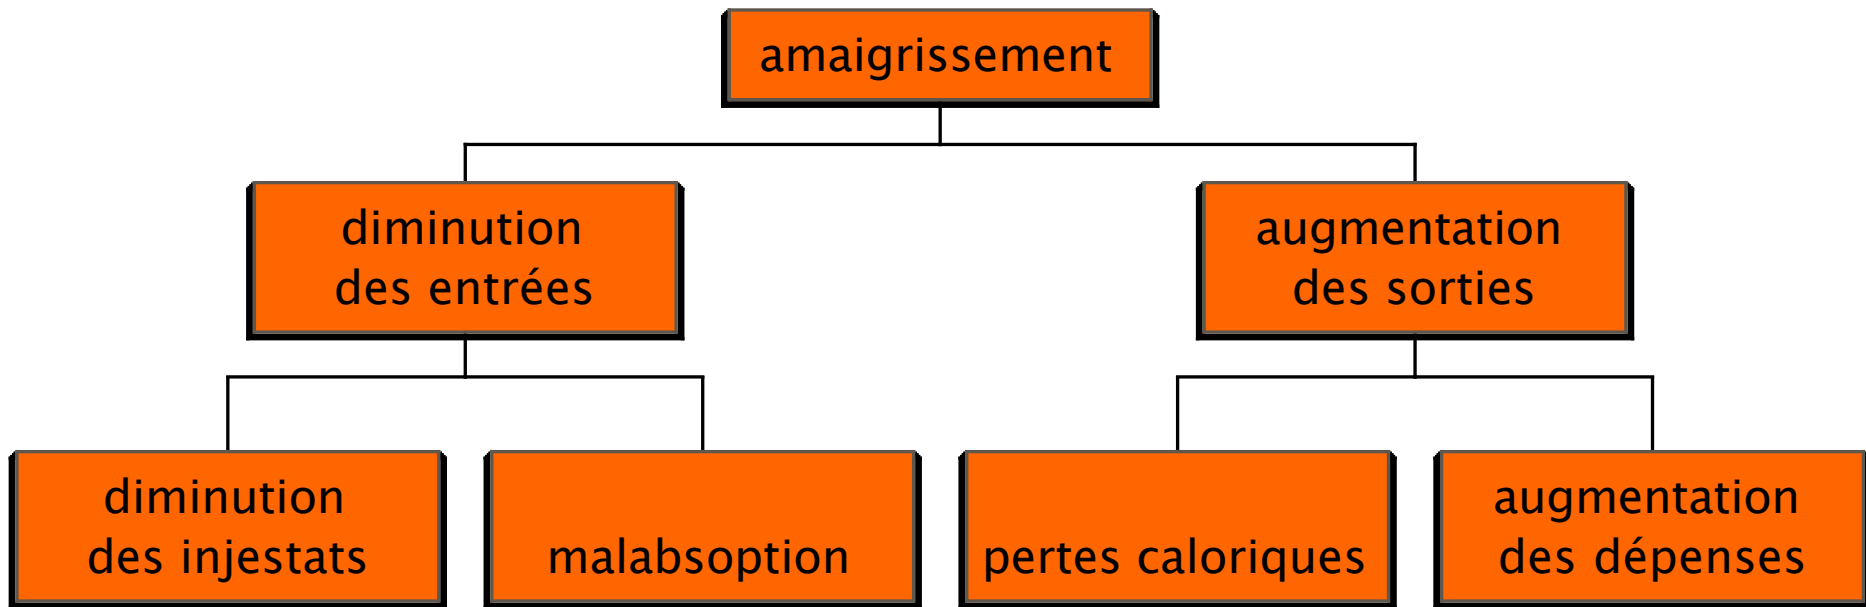 amaigrissement
diminution
des entrées
augmentation
des sorties
diminution
des injestats
malabsoption
pertes caloriques
augmentation
des dépenses